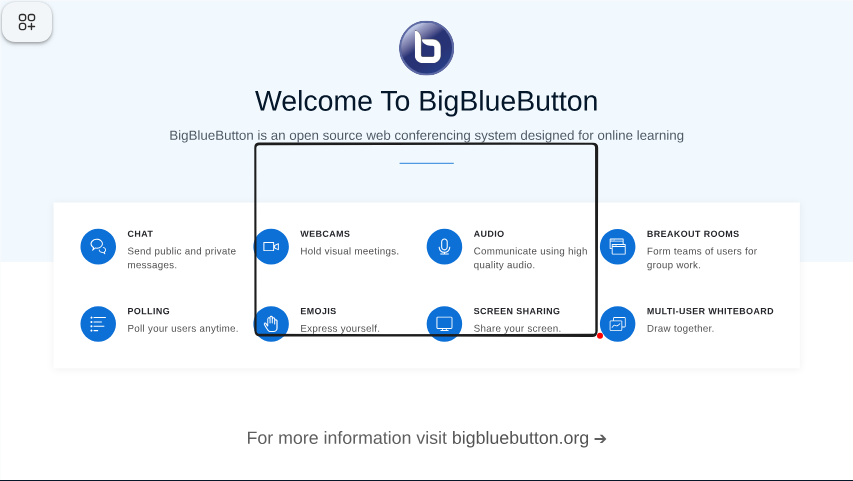 Welcome To BigBlueButton
BigBlueButton is an open source web conferencing system designed for online learning
CHAT
Send public and private
messages.
WEBCAMS
Hold visual meetings.
AUDIO
Communicate using high
quality audio.
BREAKOUT ROOMS
Form teams of users for
group work.
POLLING
Poll your users anytime.
EMOJIS
Express yourself.
SCREEN SHARING
Share your screen.
MULTI-USER WHITEBOARD
Draw together.
For more information visit bigbluebutton.org ➔